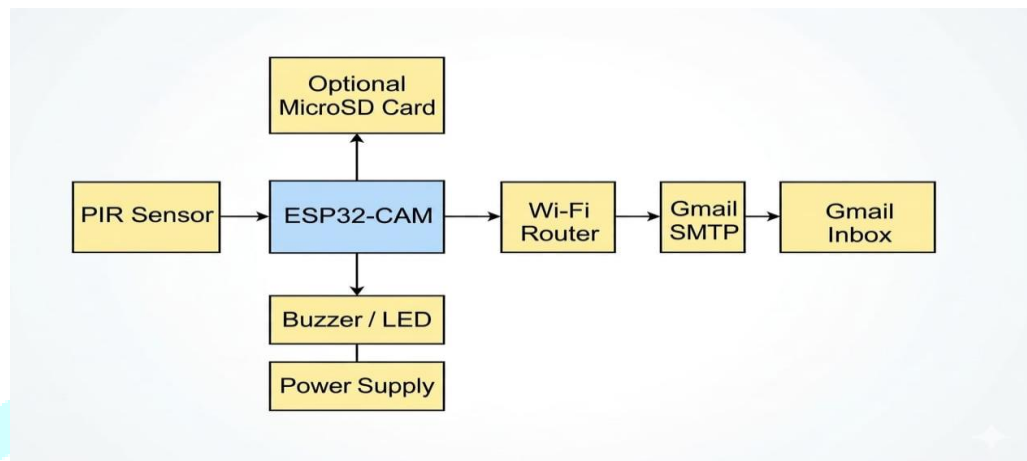 Optional
MicroSD Card
PIR Sensor
ESP32-CAM
Wi-Fi
Router
Gmail
SMTP
Gmail
Inbox
Buzzer / LED
Power Supply